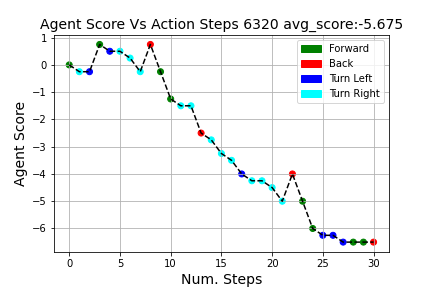 Agent Score Vs Action Steps 6320 avg_score:-5.675
1
0
−1
−2
−3
−4
−5
−6
Agent Score
Forward
Back
Turn Left
Turn Right
0 5 10 15 20 25 30
Num. Steps